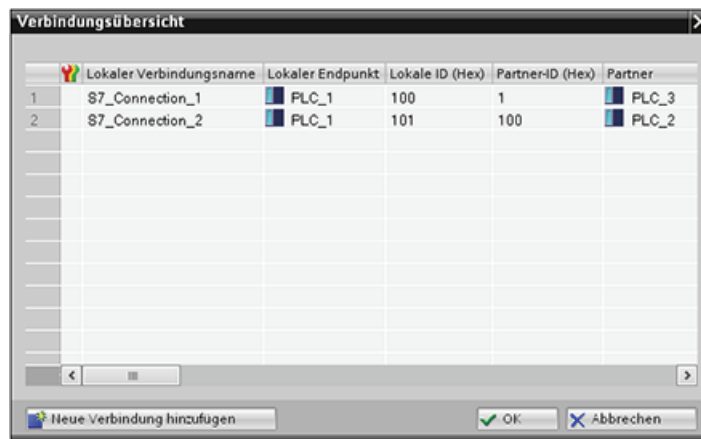 Verbindungsübersicht
Lokaler Verbindungsname Lokaler Endpunkt Lokale ID (Hex) Partner-ID (Hex) Partner
1 S7_Connection_1 PLC_1 100 1 PLC_3
2 S7_Connection_2 PLC_1 101 100 PLC_2
Neue Verbindung hinzufügen OK Abbrechen